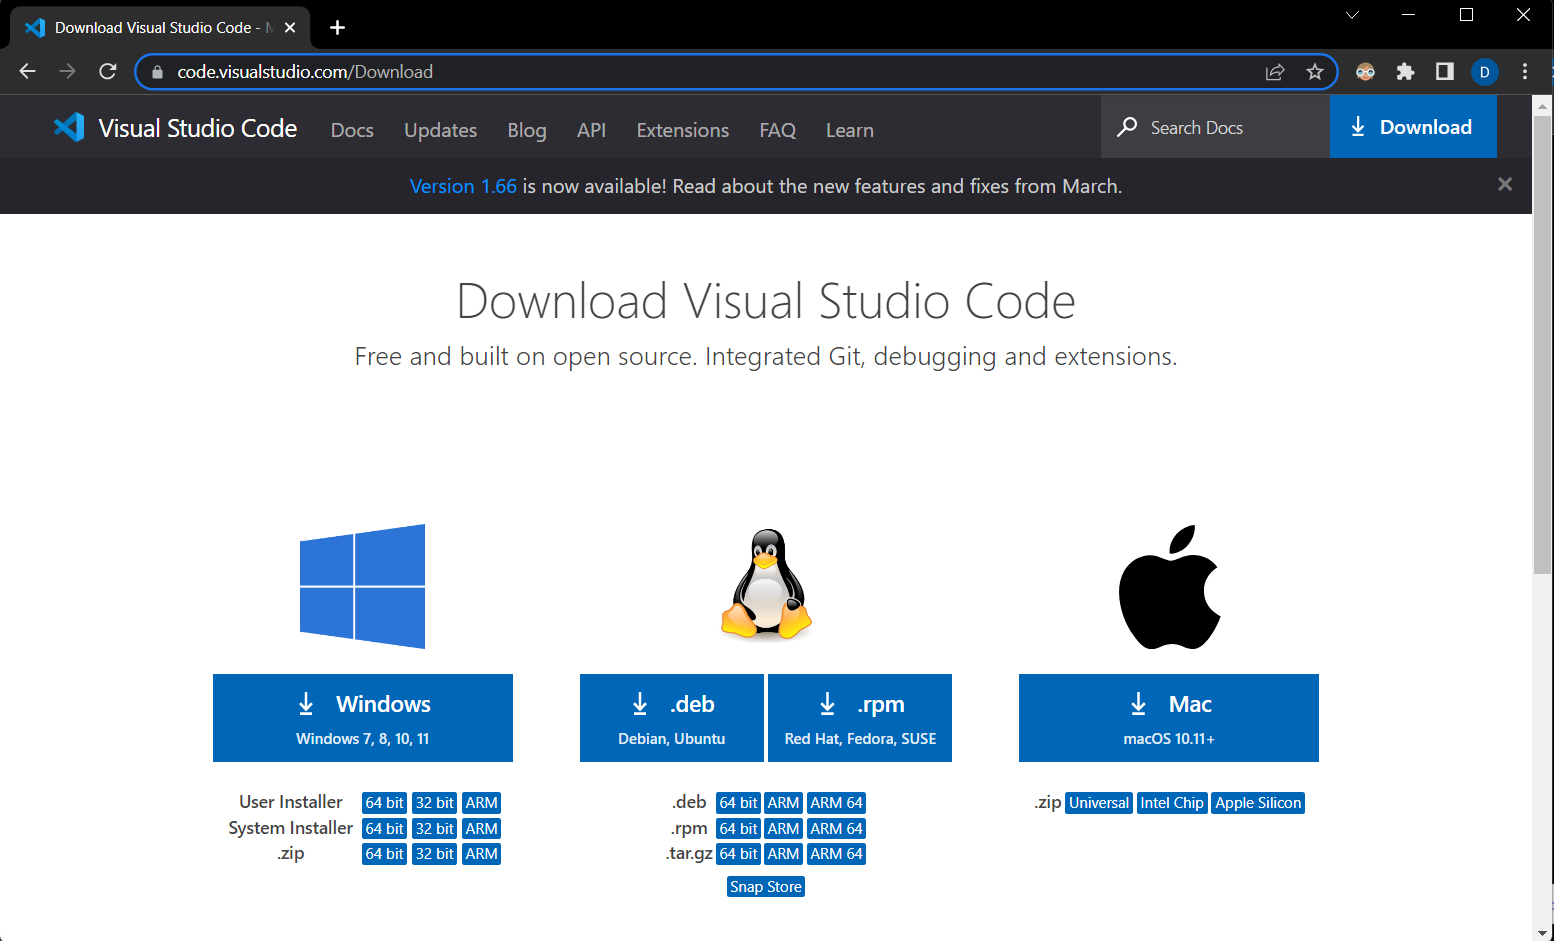 Download Visual Studio Code -
code.visualstudio.com/Download
D
Visual Studio Code Docs Updates Blog API Extensions FAQ Learn Search Docs Download
Version 1.66 is now available! Read about the new features and fixes from March.
Download Visual Studio Code
Free and built on open source. Integrated Git, debugging and extensions.
Windows
Windows 7, 8, 10, 11
.deb
Debian, Ubuntu
.rpm
Red Hat, Fedora, SUSE
Mac
macOS 10.11+
User Installer 64 bit 32 bit ARM
System Installer 64 bit 32 bit ARM
.zip 64 bit 32 bit ARM
.deb 64 bit ARM ARM 64
.rpm 64 bit ARM ARM 64
.tar.gz 64 bit ARM ARM 64
Snap Store
.zip Universal Intel Chip Apple Silicon